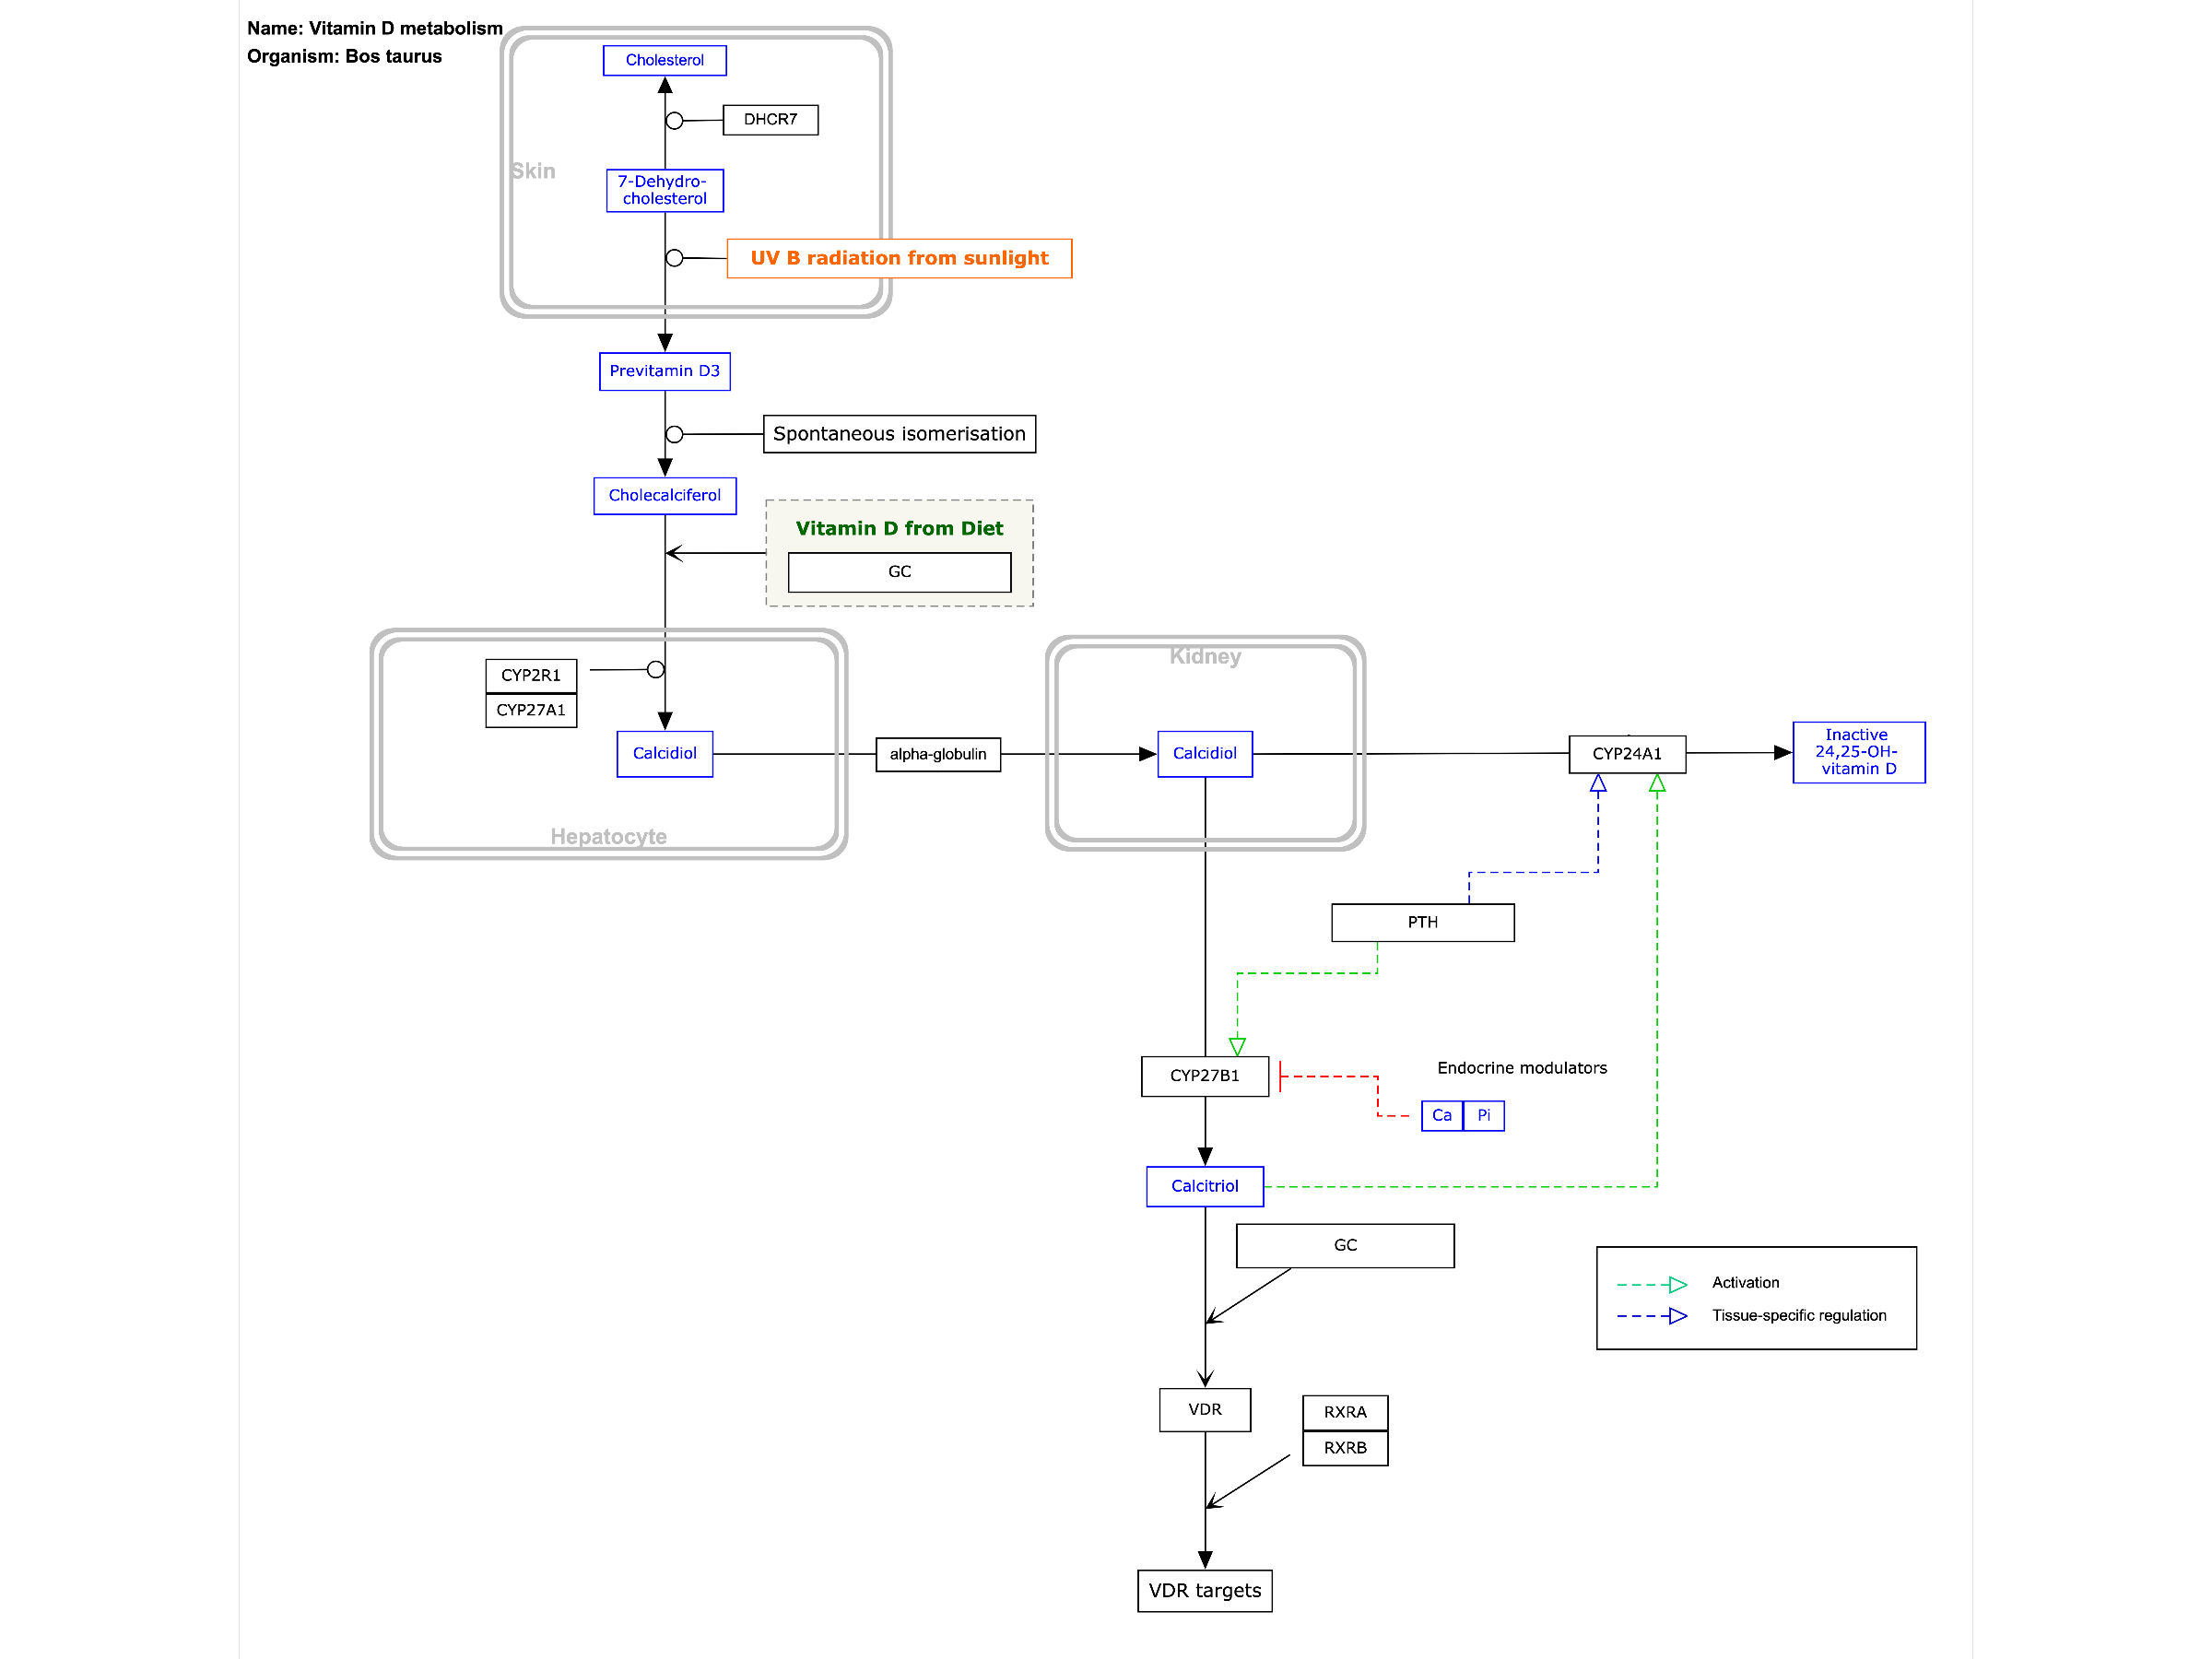 Name: Vitamin D metabolism
Organism: Bos taurus
Cholesterol
DHCR7
Skin
7-Dehydro-
cholesterol
UV B radiation from sunlight
Previtamin D3
Spontaneous isomerisation
Cholecalciferol
Vitamin D from Diet
GC
Kidney
CYP2R1
CYP27A1
Calcidiol
alpha-globulin
Calcidiol
CYP24A1
Inactive
24,25-OH-
vitamin D
Hepatocyte
PTH
CYP27B1
Endocrine modulators
Ca
Pi
Calcitriol
GC
Activation
Tissue-specific regulation
VDR
RXRA
RXRB
VDR targets